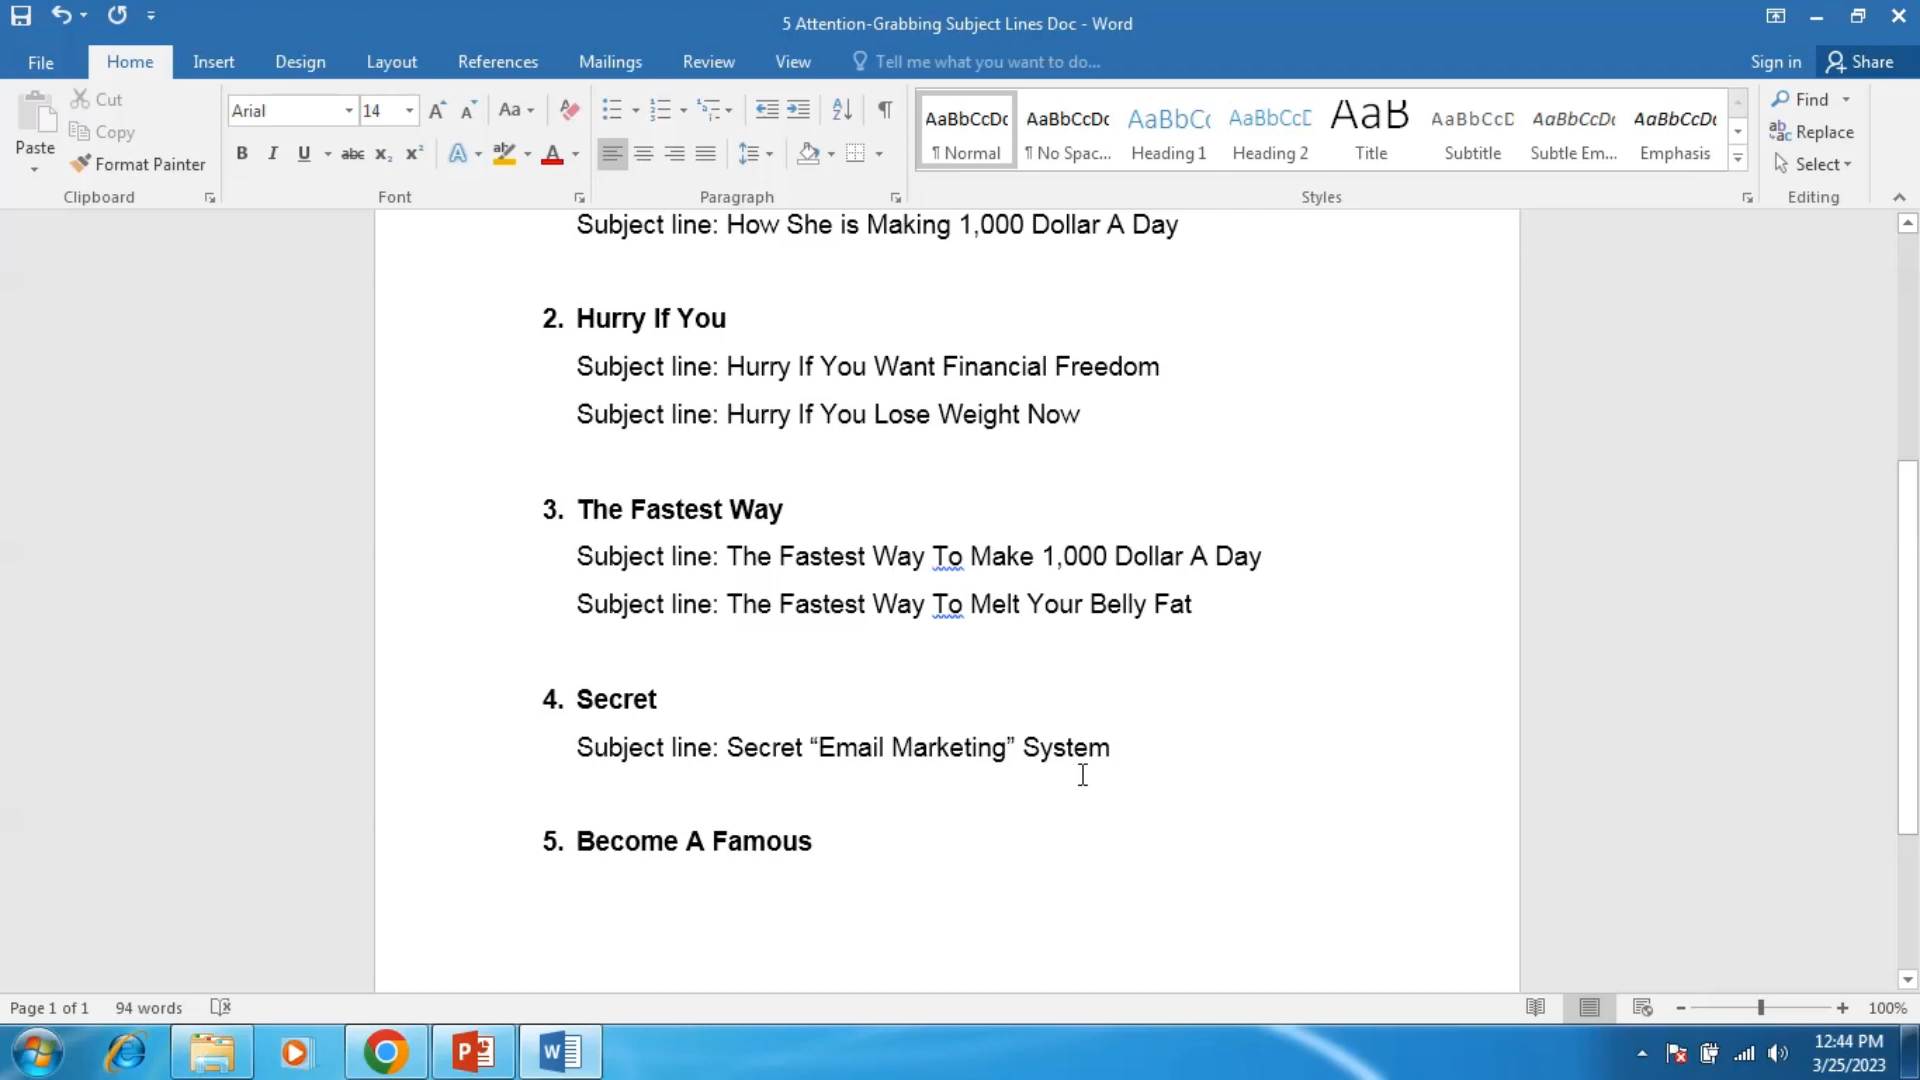 5 Attention-Grabbing Subject Lines Doc - Word
File Home Insert Design Layout References Mailings Review View Tell me what you want to do... Sign in Share
Cut
Copy
Format Painter
Paste
Clipboard
Arial 14 Aa
B I U abc X₂ X² A ab A
Font
Paragraph
AaBbCcDc AaBbCcDc AaBbC AaBbCcD AaB AaBbCcD AaBbCcDc AaBbCcDc
¶ Normal ¶ No Spac... Heading 1 Heading 2 Title Subtitle Subtle Em... Emphasis
Styles
Find
Replace
Select
Editing
Subject line: How She is Making 1,000 Dollar A Day
2. Hurry If You
Subject line: Hurry If You Want Financial Freedom
Subject line: Hurry If You Lose Weight Now
3. The Fastest Way
Subject line: The Fastest Way To Make 1,000 Dollar A Day
Subject line: The Fastest Way To Melt Your Belly Fat
4. Secret
Subject line: Secret “Email Marketing” System
5. Become A Famous
Page 1 of 1 94 words 100%
12:44 PM
3/25/2023